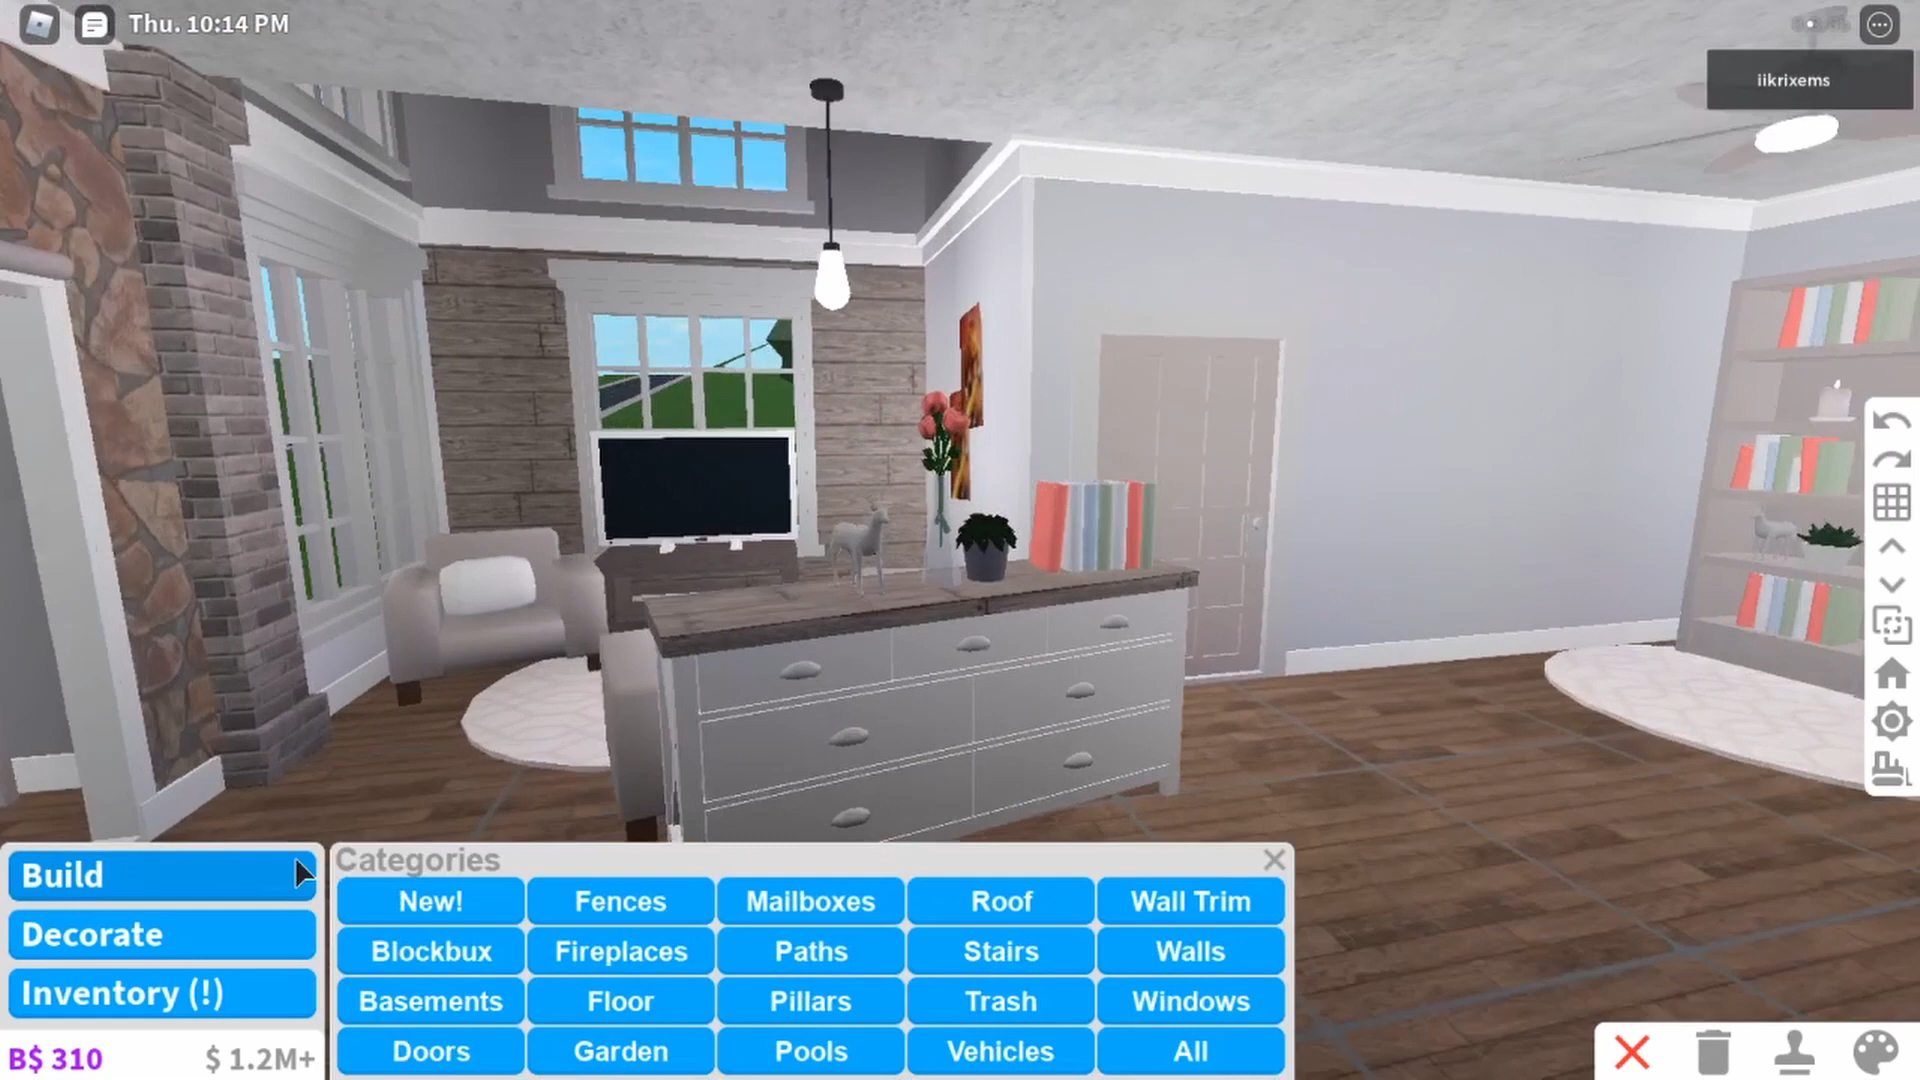 Thu. 10:14 PM
iikrixems
Build
Decorate
Inventory (!)
B$ 310
$ 1.2M+
Categories
New!
Fences
Mailboxes
Roof
Wall Trim
Blockbux
Fireplaces
Paths
Stairs
Walls
Basements
Floor
Pillars
Trash
Windows
Doors
Garden
Pools
Vehicles
All